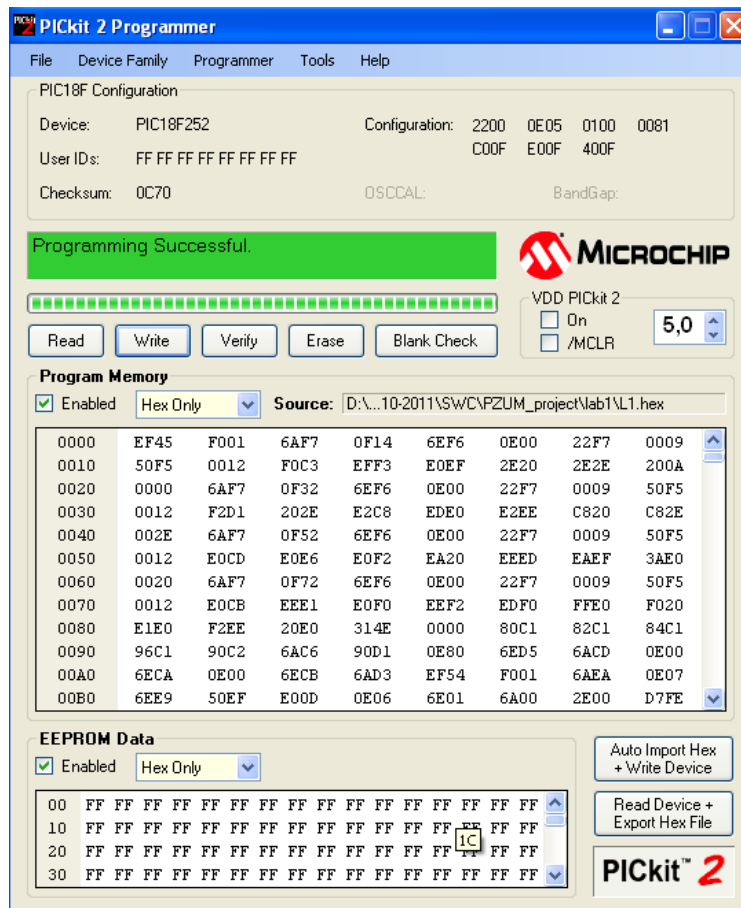 PICkit 2 Programmer
File Device Family Programmer Tools Help
PIC18F Configuration
Device: PIC18F252 Configuration: 2200 0E05 0100 0081
C00F E00F 400F
User IDs: FF FF FF FF FF FF FF FF
Checksum: 0C70 OSCCAL: BandGap:
Programming Successful.
MICROCHIP
VDD PICkit 2
On
/MCLR
5,0
Read Write Verify Erase Blank Check
Program Memory
Enabled Hex Only Source: D:\...10-2011\SWC\PZUM_project\lab1\L1.hex
0000 EF45 F001 6AF7 0F14 6EF6 0E00 22F7 0009
0010 50F5 0012 F0C3 EFF3 E0EF 2E20 2E2E 200A
0020 0000 6AF7 0F32 6EF6 0E00 22F7 0009 50F5
0030 0012 F2D1 202E E2C8 EDE0 E2EE C820 C82E
0040 002E 6AF7 0F52 6EF6 0E00 22F7 0009 50F5
0050 0012 E0CD E0E6 E0F2 EA20 EEED EAEF 3AE0
0060 0020 6AF7 0F72 6EF6 0E00 22F7 0009 50F5
0070 0012 E0CB EEE1 E0F0 EEF2 EDF0 FFE0 F020
0080 E1E0 F2EE 20E0 314E 0000 80C1 82C1 84C1
0090 96C1 90C2 6AC6 90D1 0E80 6ED5 6ACD 0E00
00A0 6ECA 0E00 6ECB 6AD3 EF54 F001 6AEA 0E07
00B0 6EE9 50EF E00D 0E06 6E01 6A00 2E00 D7FE
EEPROM Data
Enabled Hex Only
00 FF FF FF FF FF FF FF FF FF FF FF FF FF FF FF FF
10 FF FF FF FF FF FF FF FF FF FF FF FF FF FF FF FF
20 FF FF FF FF FF FF FF FF FF FF FF FF FF FF FF FF
30 FF FF FF FF FF FF FF FF FF FF FF FF FF FF FF FF
1C
Auto Import Hex
+ Write Device
Read Device +
Export Hex File
PICkit™ 2